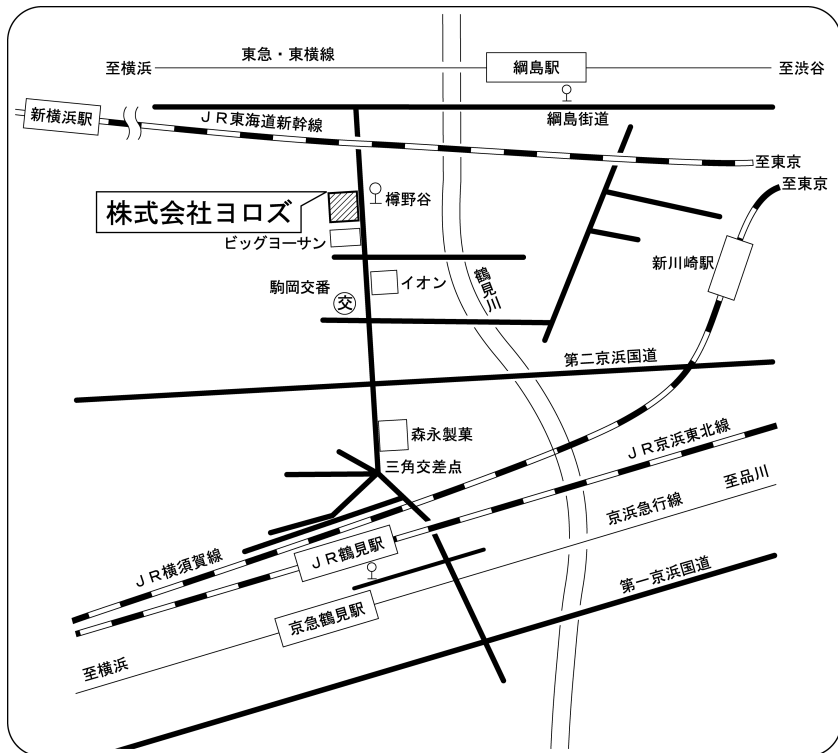 東急・東横線
至横浜
綱島駅
至渋谷
新横浜駅
JR東海道新幹線
綱島街道
至東京
至東京
株式会社ヨロズ
樽野谷
ビッグヨーサン
新川崎駅
駒岡交番
交
イオン
鶴見川
第二京浜国道
森永製菓
三角交差点
JR京浜東北線
至品川
京浜急行線
JR横須賀線
JR鶴見駅
第一京浜国道
京急鶴見駅
至横浜